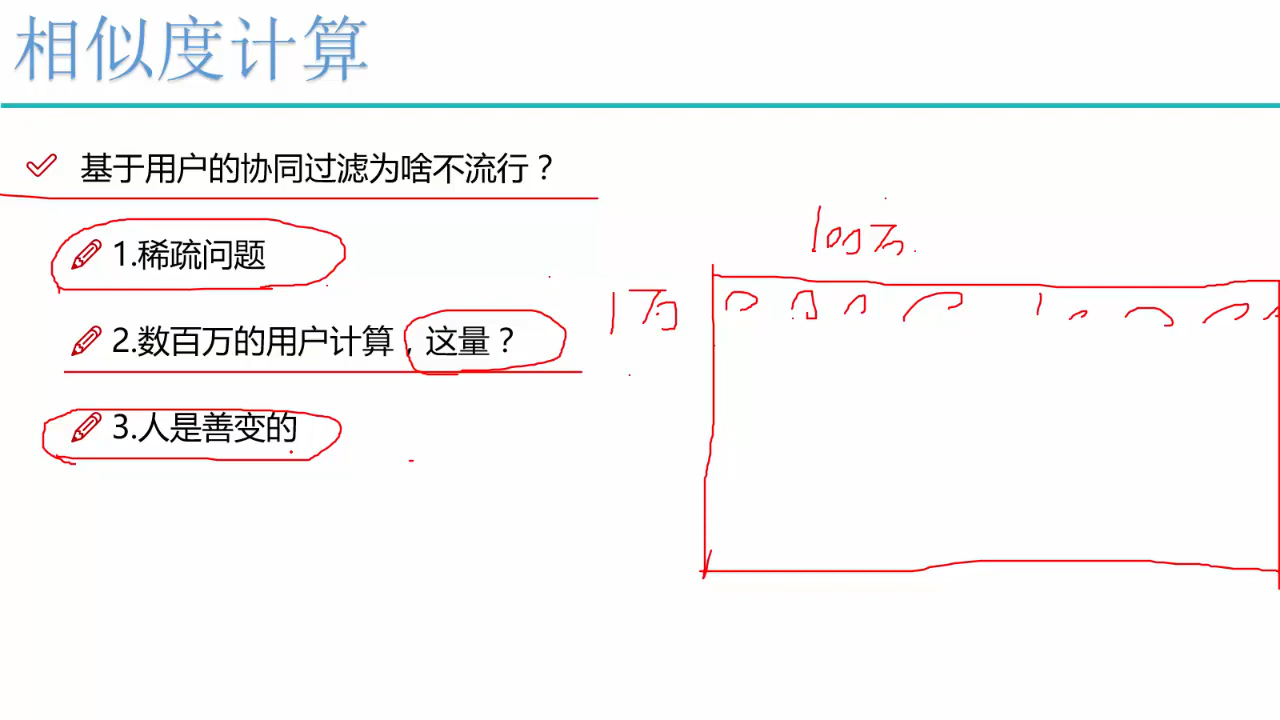 相似度计算
基于用户的协同过滤为啥不流行？
1.稀疏问题
2.数百万的用户计算，这量？
3.人是善变的
100万
1万